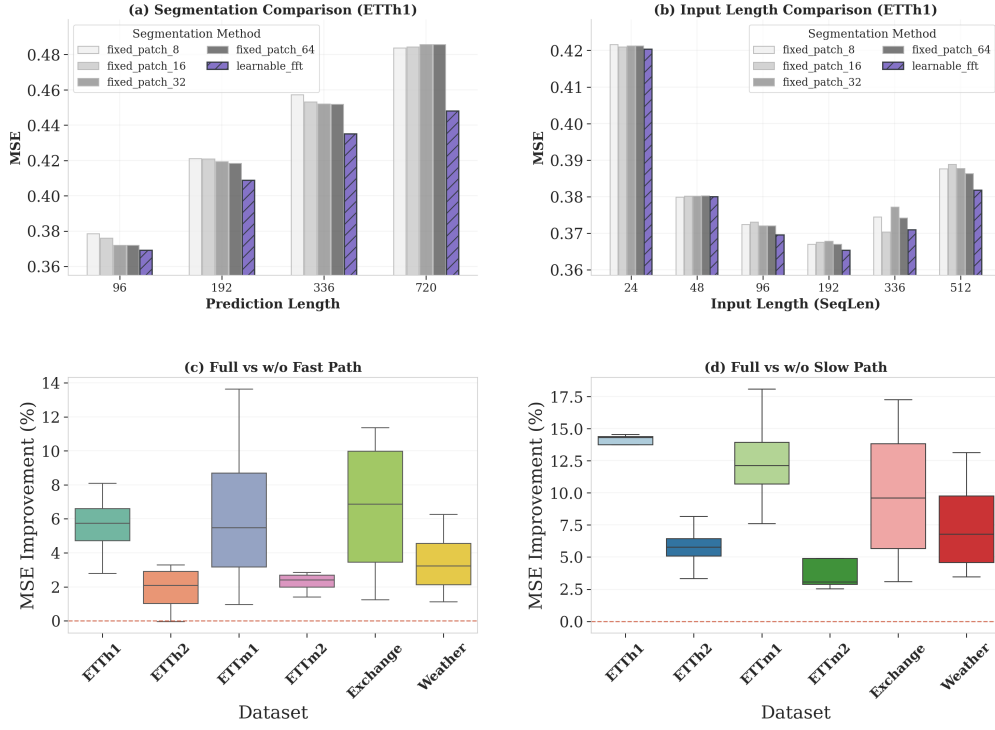 (a) Segmentation Comparison (ETTh1)
Segmentation Method
fixed_patch_8
fixed_patch_16
fixed_patch_32
fixed_patch_64
learnable_fft
MSE
0.48
0.46
0.44
0.42
0.40
0.38
0.36
96
192
336
720
Prediction Length
(b) Input Length Comparison (ETTh1)
Segmentation Method
fixed_patch_8
fixed_patch_16
fixed_patch_32
fixed_patch_64
learnable_fft
MSE
0.42
0.41
0.40
0.39
0.38
0.37
0.36
24
48
96
192
336
512
Input Length (SeqLen)
(c) Full vs w/o Fast Path
MSE Improvement (%)
14
12
10
8
6
4
2
0
ETTh1
ETTh2
ETTm1
ETTm2
Exchange
Weather
Dataset
(d) Full vs w/o Slow Path
MSE Improvement (%)
17.5
15.0
12.5
10.0
7.5
5.0
2.5
0.0
ETTh1
ETTh2
ETTm1
ETTm2
Exchange
Weather
Dataset